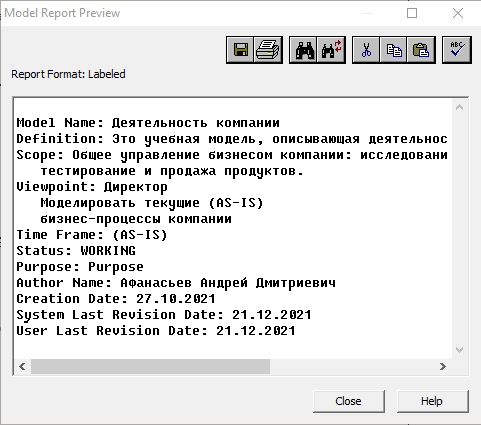 Model Report Preview
ABC
Report Format: Labeled
Model Name: Деятельность компании
Definition: Это учебная модель, описывающая деятельнос
Scope: Общее управление бизнесом компании: исследовани
тестирование и продажа продуктов.
Viewpoint: Директор
Моделировать текущие (AS-IS)
бизнес-процессы компании
Time Frame: (AS-IS)
Status: WORKING
Purpose: Purpose
Author Name: Афанасьев Андрей Дмитриевич
Creation Date: 27.10.2021
System Last Revision Date: 21.12.2021
User Last Revision Date: 21.12.2021
Close Help